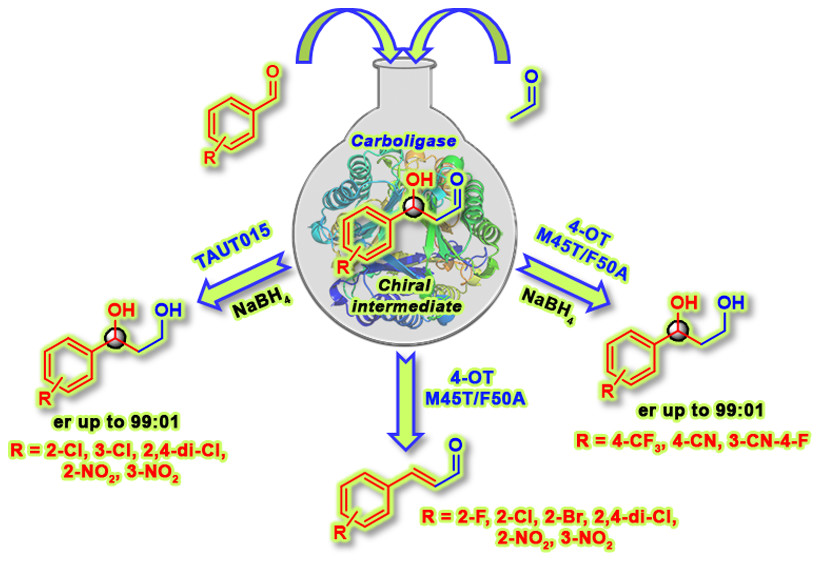 O
O
R
Carboligase
OH
O
R
Chiral
intermediate
TAUT015
NaBH₄
4-OT
M45T/F50A
NaBH₄
OH
OH
R
er up to 99:01
R = 2-Cl, 3-Cl, 2,4-di-Cl,
2-NO₂, 3-NO₂
4-OT
M45T/F50A
OH
OH
R
er up to 99:01
R = 4-CF₃, 4-CN, 3-CN-4-F
O
R
R = 2-F, 2-Cl, 2-Br, 2,4-di-Cl,
2-NO₂, 3-NO₂